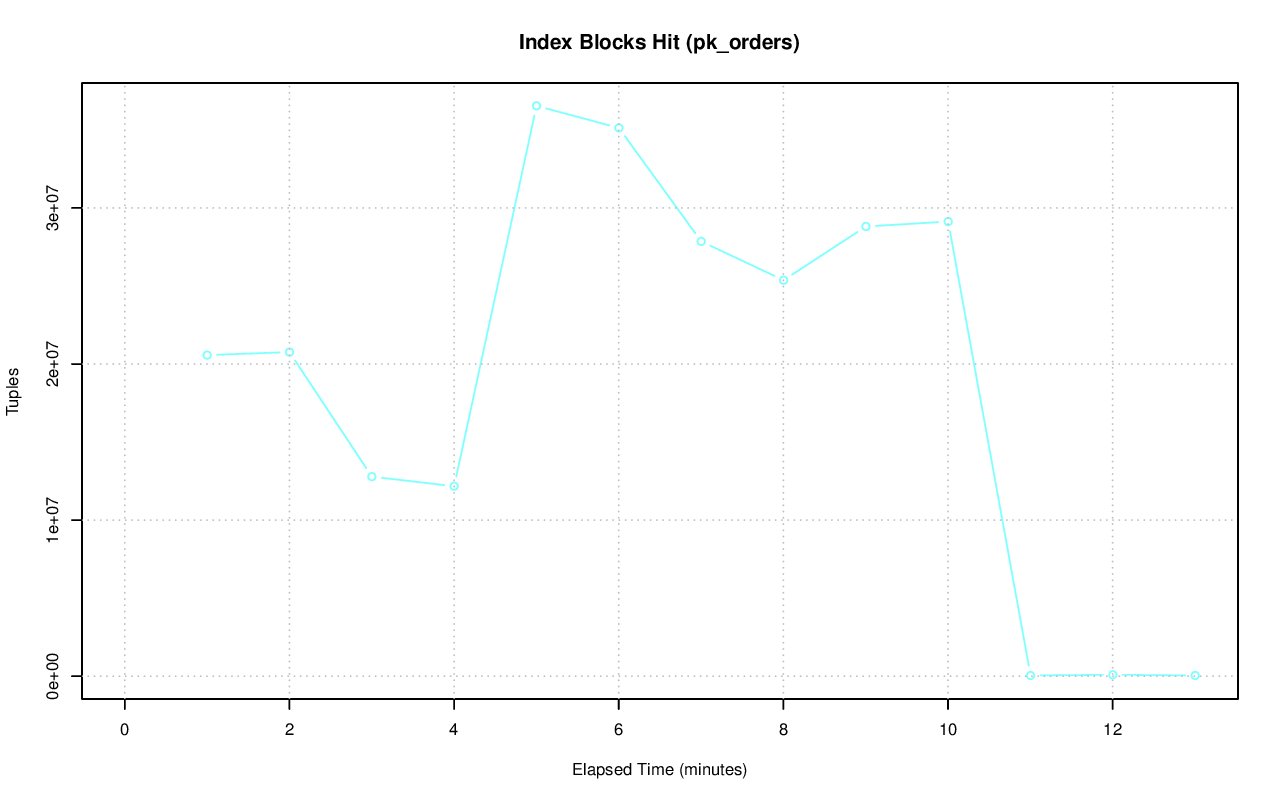 Index Blocks Hit (pk_orders)
Tuples
3e+07
2e+07
1e+07
0e+00
0 2 4 6 8 10 12
Elapsed Time (minutes)